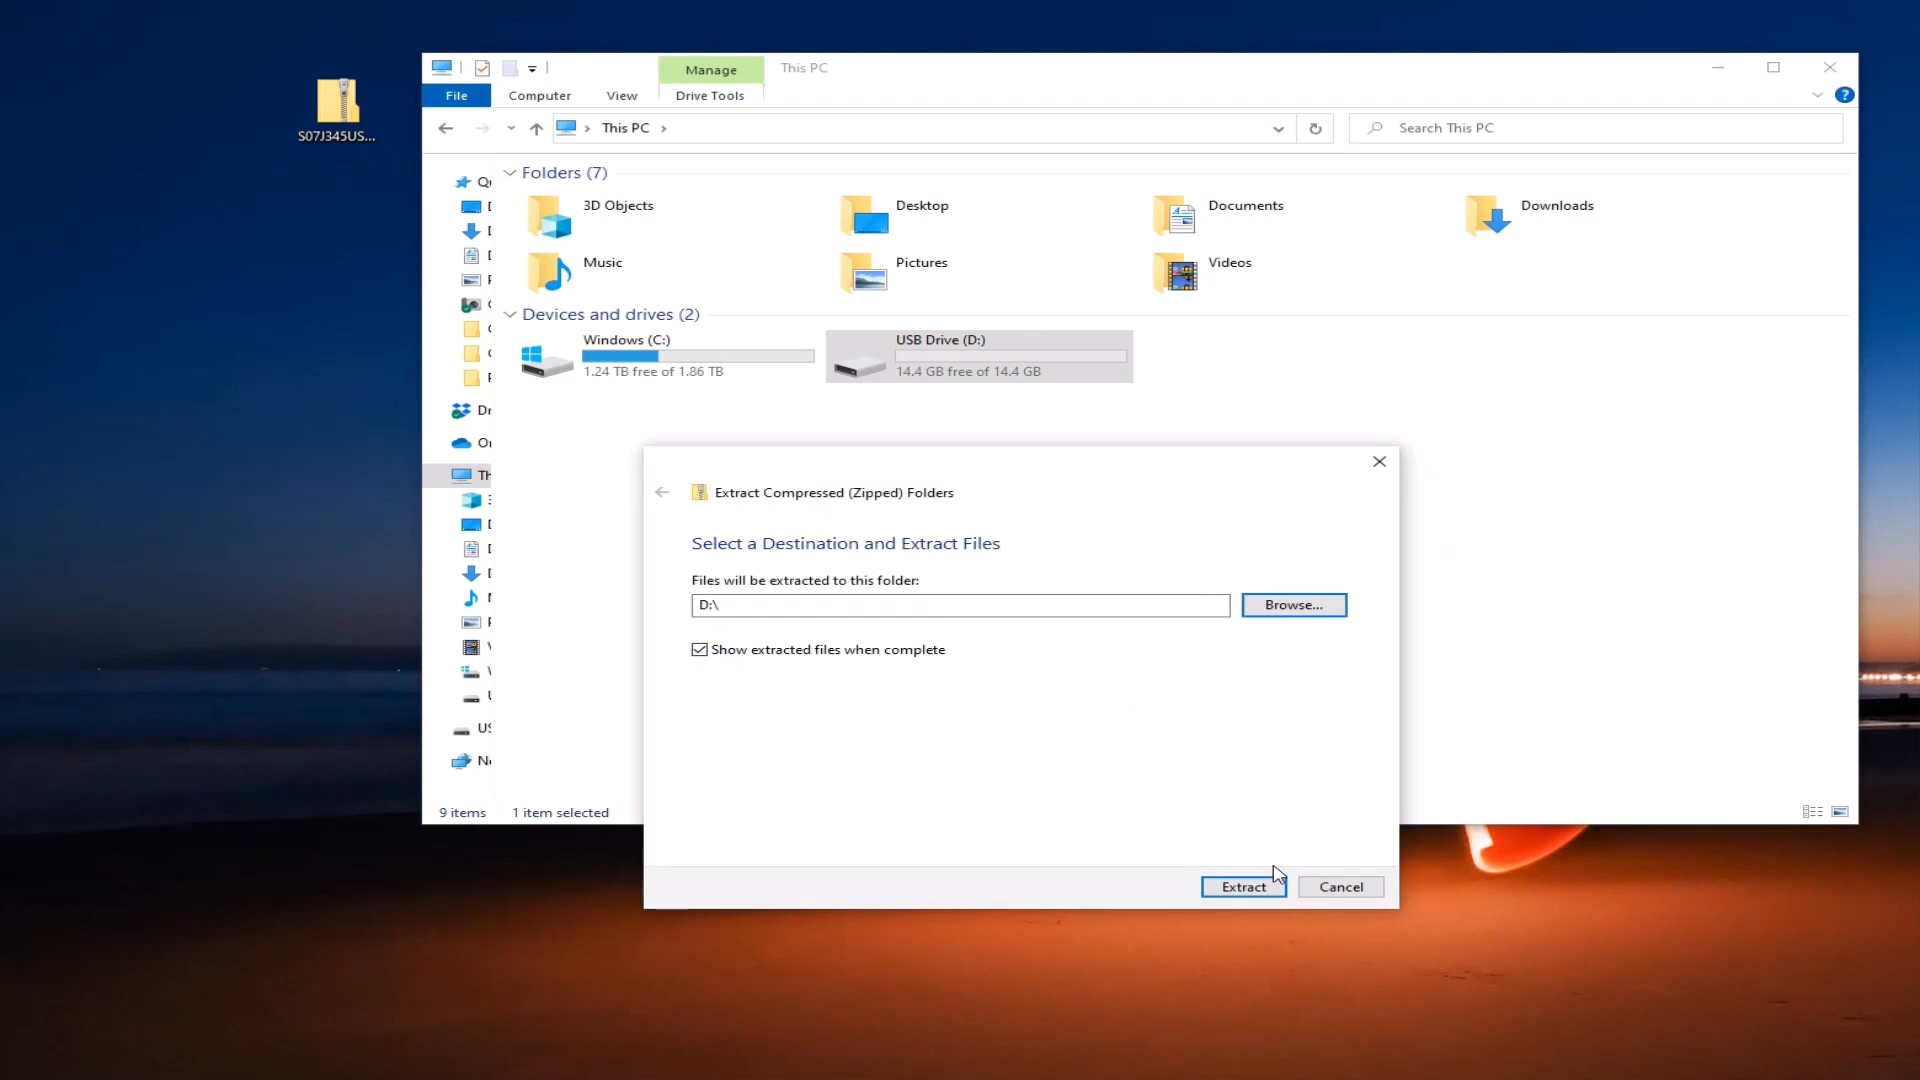 S07J345US...
Manage
This PC
File
Computer
View
Drive Tools
This PC
Search This PC
Folders (7)
3D Objects
Desktop
Documents
Downloads
Music
Pictures
Videos
Devices and drives (2)
Windows (C:)
1.24 TB free of 1.86 TB
USB Drive (D:)
14.4 GB free of 14.4 GB
Extract Compressed (Zipped) Folders
Select a Destination and Extract Files
Files will be extracted to this folder:
D:\
Browse...
Show extracted files when complete
Extract
Cancel
9 items
1 item selected